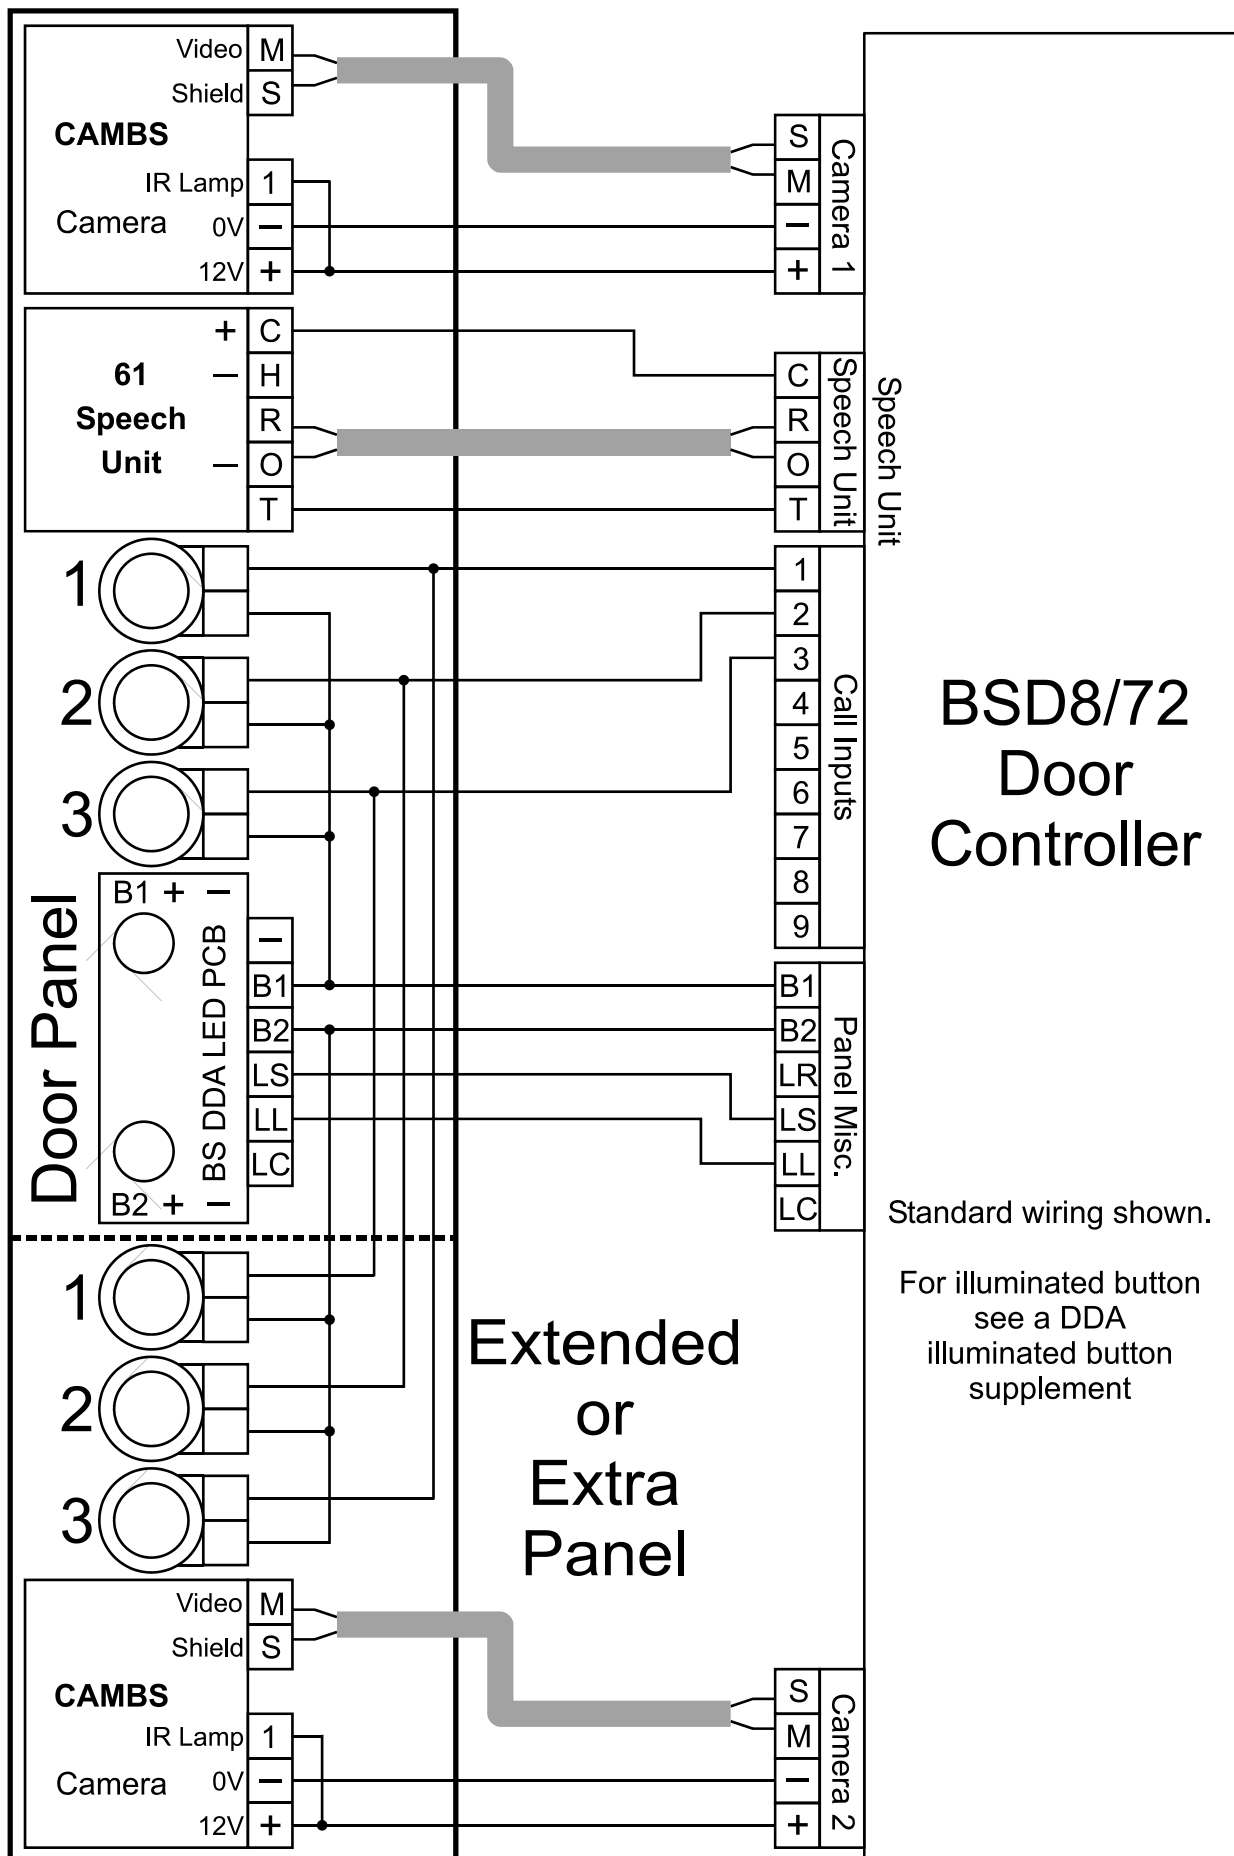 Video M
Shield S
CAMBS
IR Lamp 1
Camera 0V −
12V +
S
M
−
+
Camera 1
+ C
61 − H
Speech R
Unit − O
T
C
R
O
T
Speech Unit
Speech Unit
1
2
3
1
2
3
4
5
6
7
8
9
Call Inputs
BSD8/72
Door
Controller
Door Panel
B1 + −
BS DDA LED PCB
B2 + −
−
B1
B2
LS
LL
LC
B1
B2
LR
LS
LL
LC
Panel Misc.
Standard wiring shown.
For illuminated button
see a DDA
illuminated button
supplement
1
2
3
Extended
or
Extra
Panel
Video M
Shield S
CAMBS
IR Lamp 1
Camera 0V −
12V +
S
M
−
+
Camera 2